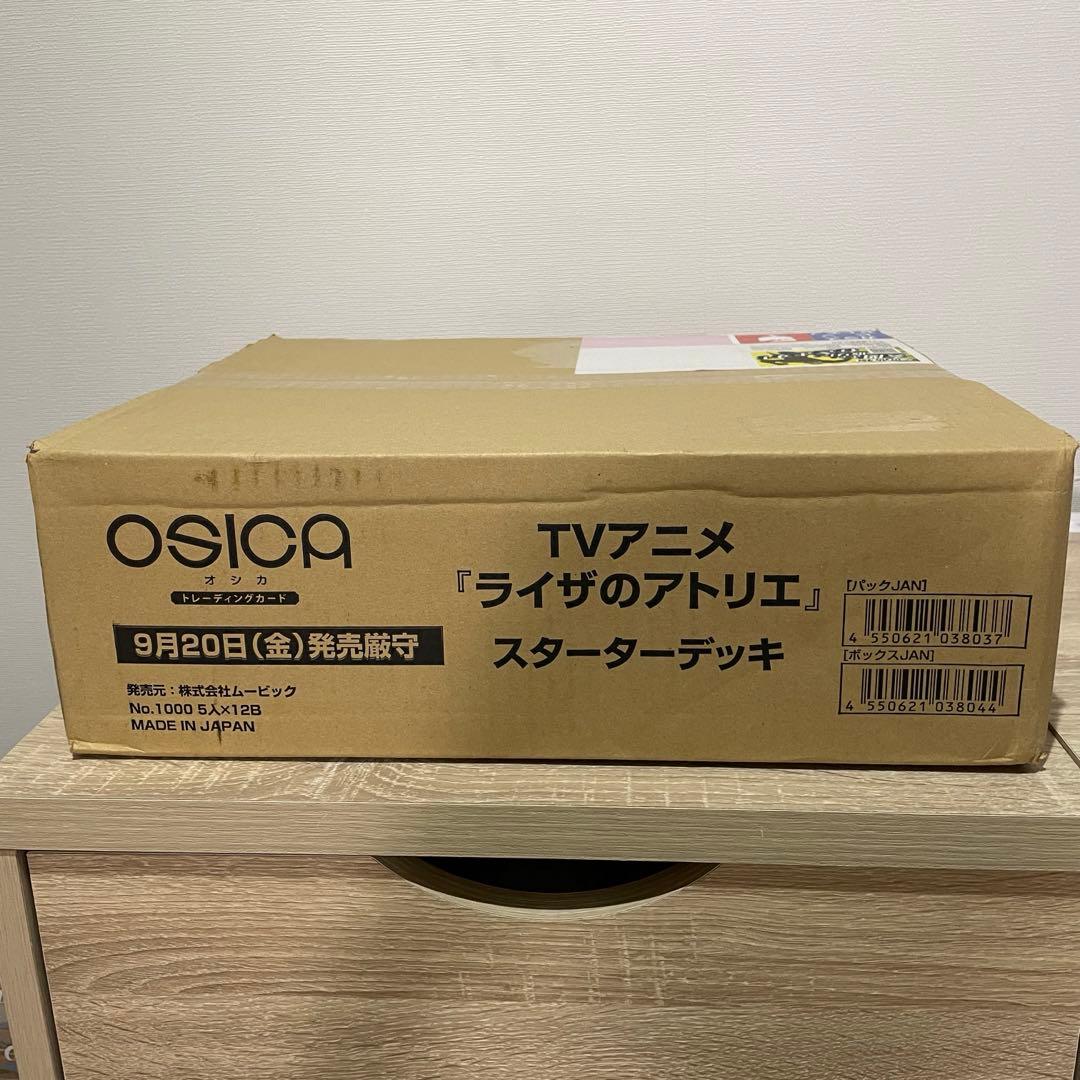 OSICA
オシカ
トレーディングカード
9月20日(金)発売厳守
発売元：株式会社ムービック
No.1000 5入×12B
MADE IN JAPAN
TVアニメ
『ライザのアトリエ』
スターターデッキ
[パックJAN]
4 550621 038037
[ボックスJAN]
4 550621 038044